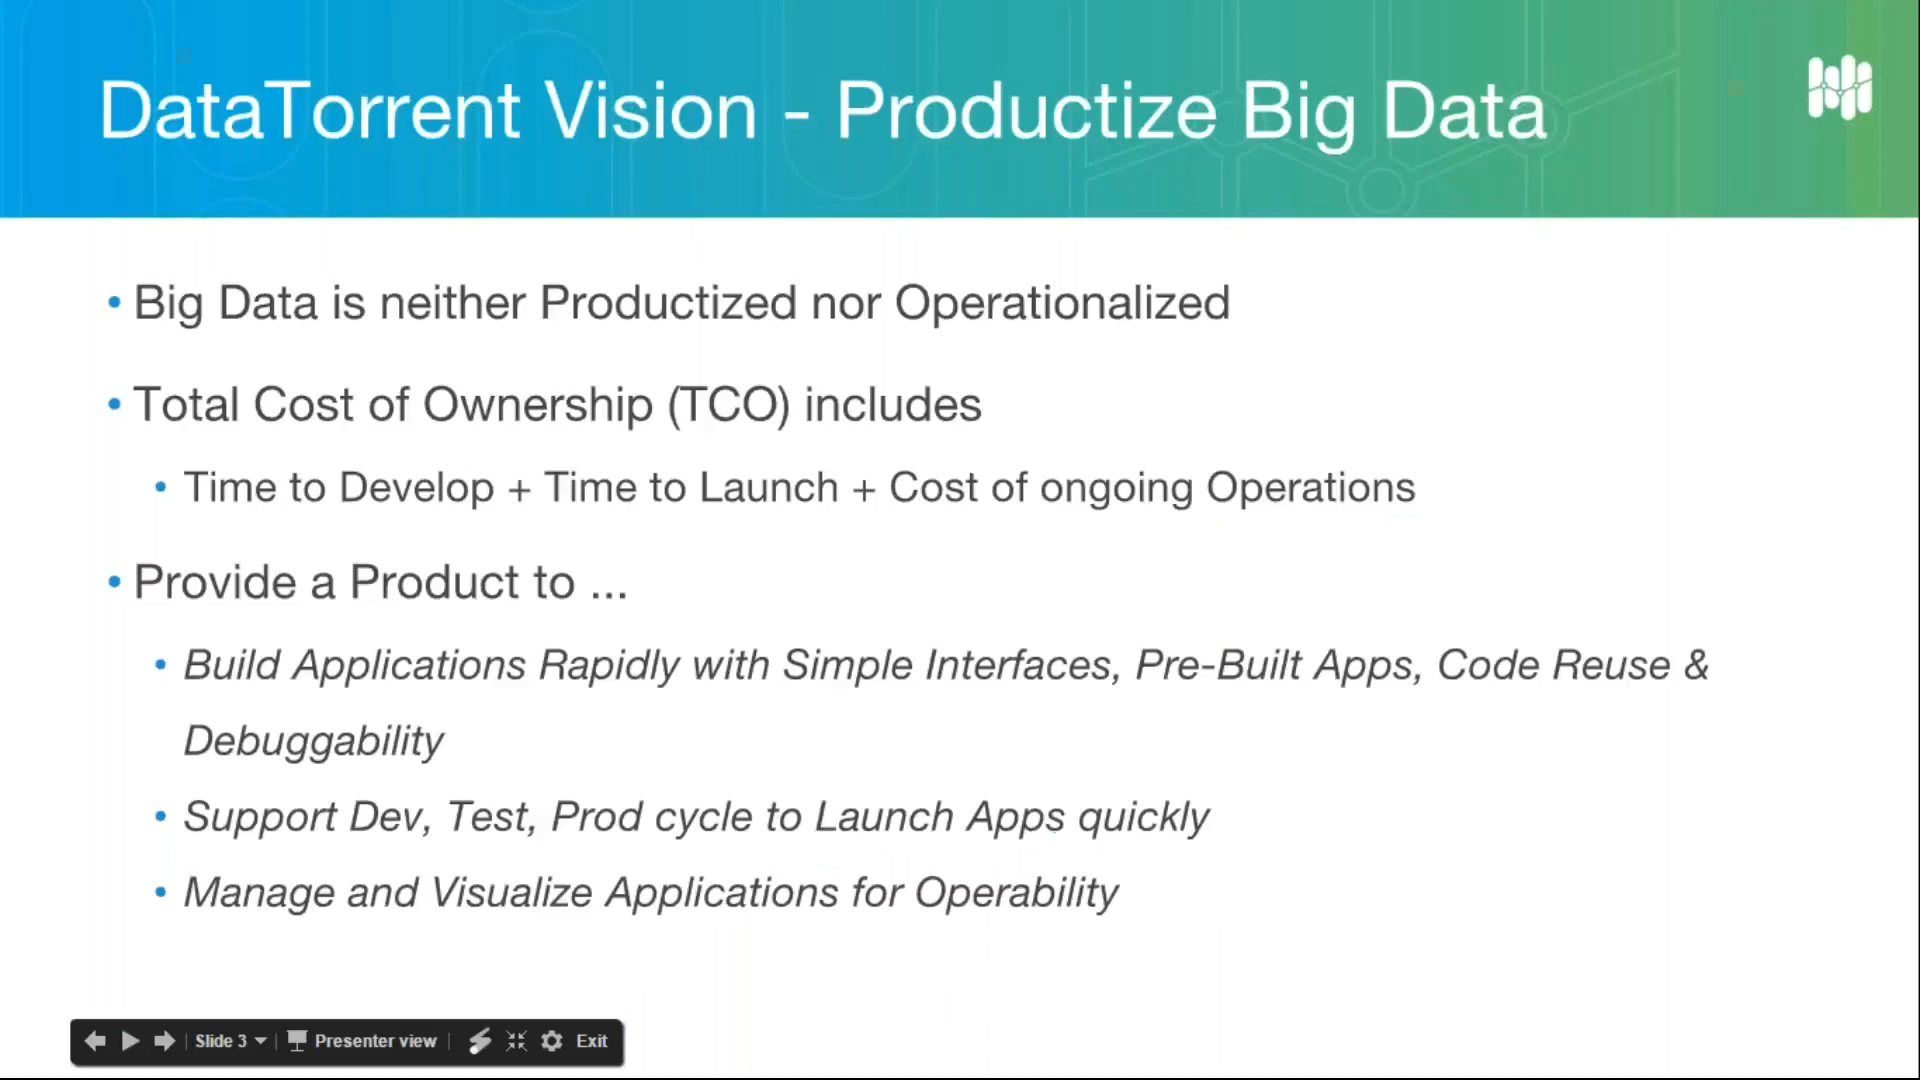 DataTorrent Vision - Productize Big Data
• Big Data is neither Productized nor Operationalized
• Total Cost of Ownership (TCO) includes
• Time to Develop + Time to Launch + Cost of ongoing Operations
• Provide a Product to ...
• Build Applications Rapidly with Simple Interfaces, Pre-Built Apps, Code Reuse &
Debuggability
• Support Dev, Test, Prod cycle to Launch Apps quickly
• Manage and Visualize Applications for Operability
Slide 3 Presenter view Exit